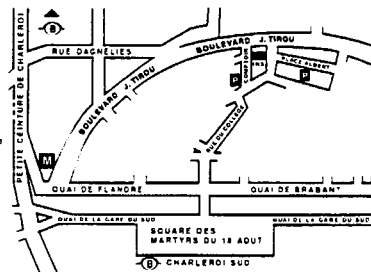 B
RUE DAGNELIES
BOULEVARD J. TIROU
PLACE ALBERT
COMPTOIR
P
P
PETITE CEINTURE DE CHARLEROI
BOULEVARD J. TIROU
RUE DU COLLEGE
M
QUAI DE FLANDRE
QUAI DE BRABANT
QUAI DE LA GARE DU SUD
QUAI DE LA GARE DU SUD
SQUARE DES
MARTYRS DU 18 AOUT
B CHARLEROI SUD